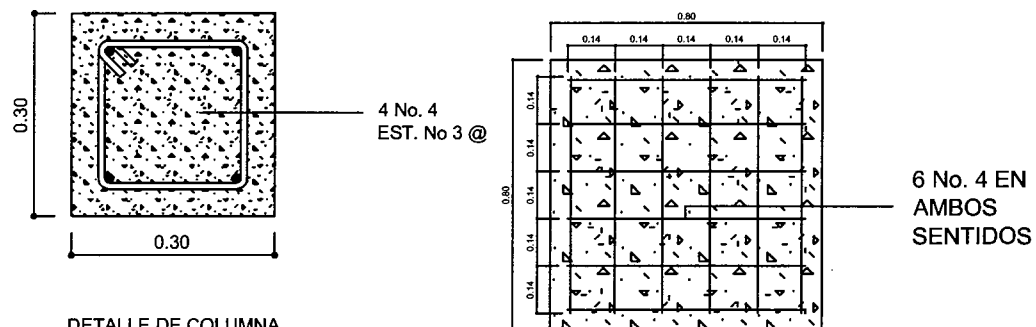 0.30
0.30
4 No. 4
EST. No 3 @
DETALLE DE COLUMNA
0.80
0.14 0.14 0.14 0.14 0.14
0.80
0.14
0.14
0.14
0.14
0.14
6 No. 4 EN
AMBOS
SENTIDOS